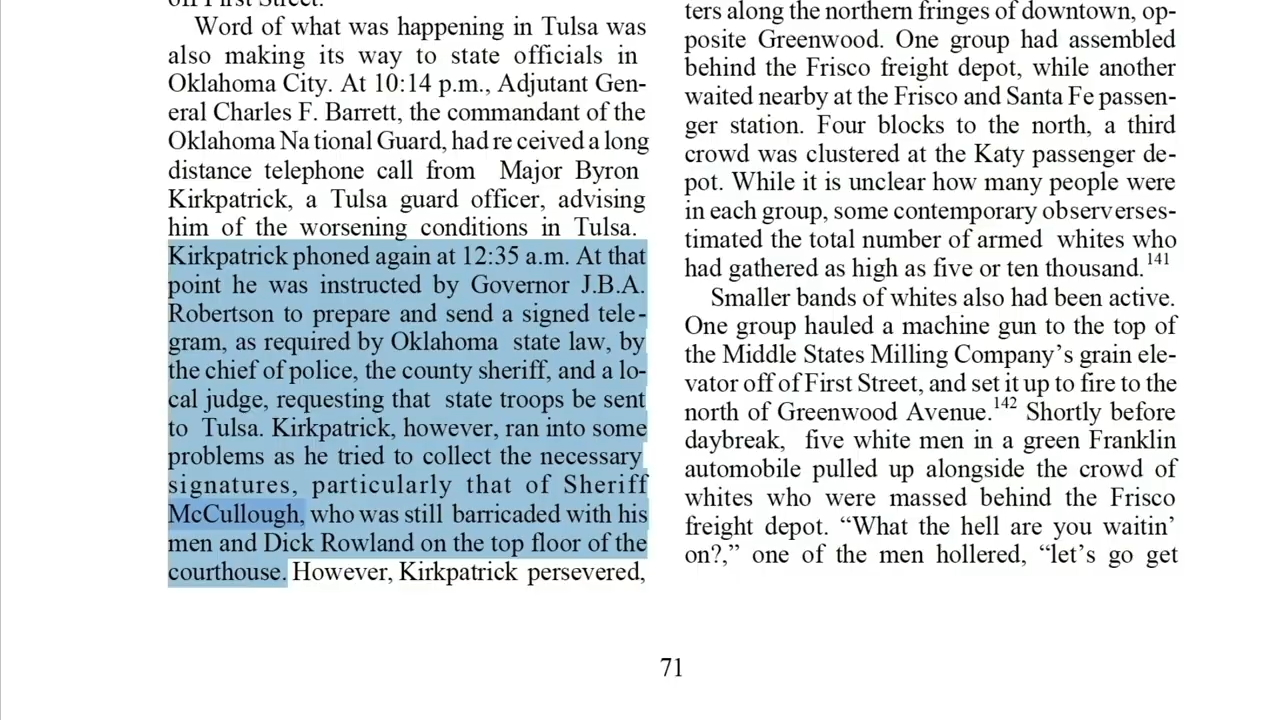 off First Street.
Word of what was happening in Tulsa was
also making its way to state officials in
Oklahoma City. At 10:14 p.m., Adjutant Gen-
eral Charles F. Barrett, the commandant of the
Oklahoma Na tional Guard, had re ceived a long
distance telephone call from Major Byron
Kirkpatrick, a Tulsa guard officer, advising
him of the worsening conditions in Tulsa.
Kirkpatrick phoned again at 12:35 a.m. At that
point he was instructed by Governor J.B.A.
Robertson to prepare and send a signed tele-
gram, as required by Oklahoma state law, by
the chief of police, the county sheriff, and a lo-
cal judge, requesting that state troops be sent
to Tulsa. Kirkpatrick, however, ran into some
problems as he tried to collect the necessary
signatures, particularly that of Sheriff
McCullough, who was still barricaded with his
men and Dick Rowland on the top floor of the
courthouse. However, Kirkpatrick persevered,
ters along the northern fringes of downtown, op-
posite Greenwood. One group had assembled
behind the Frisco freight depot, while another
waited nearby at the Frisco and Santa Fe passen-
ger station. Four blocks to the north, a third
crowd was clustered at the Katy passenger de-
pot. While it is unclear how many people were
in each group, some contemporary observerses-
timated the total number of armed whites who
had gathered as high as five or ten thousand.141
Smaller bands of whites also had been active.
One group hauled a machine gun to the top of
the Middle States Milling Company's grain ele-
vator off of First Street, and set it up to fire to the
north of Greenwood Avenue.142 Shortly before
daybreak, five white men in a green Franklin
automobile pulled up alongside the crowd of
whites who were massed behind the Frisco
freight depot. “What the hell are you waitin’
on?,” one of the men hollered, “let’s go get
71